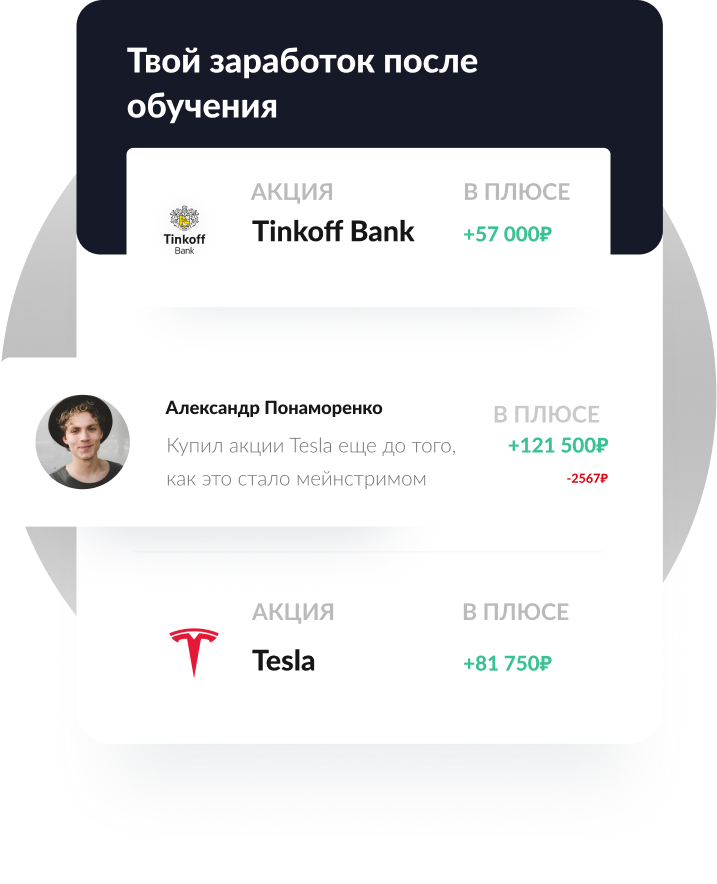 Твой заработок после
обучения
АКЦИЯ
В ПЛЮСЕ
Tinkoff
Bank
Tinkoff Bank
+57 000₽
Александр Понаморенко
В ПЛЮСЕ
Купил акции Tesla еще до того,
+121 500₽
как это стало мейнстримом
-2567₽
АКЦИЯ
В ПЛЮСЕ
Tesla
+81 750₽